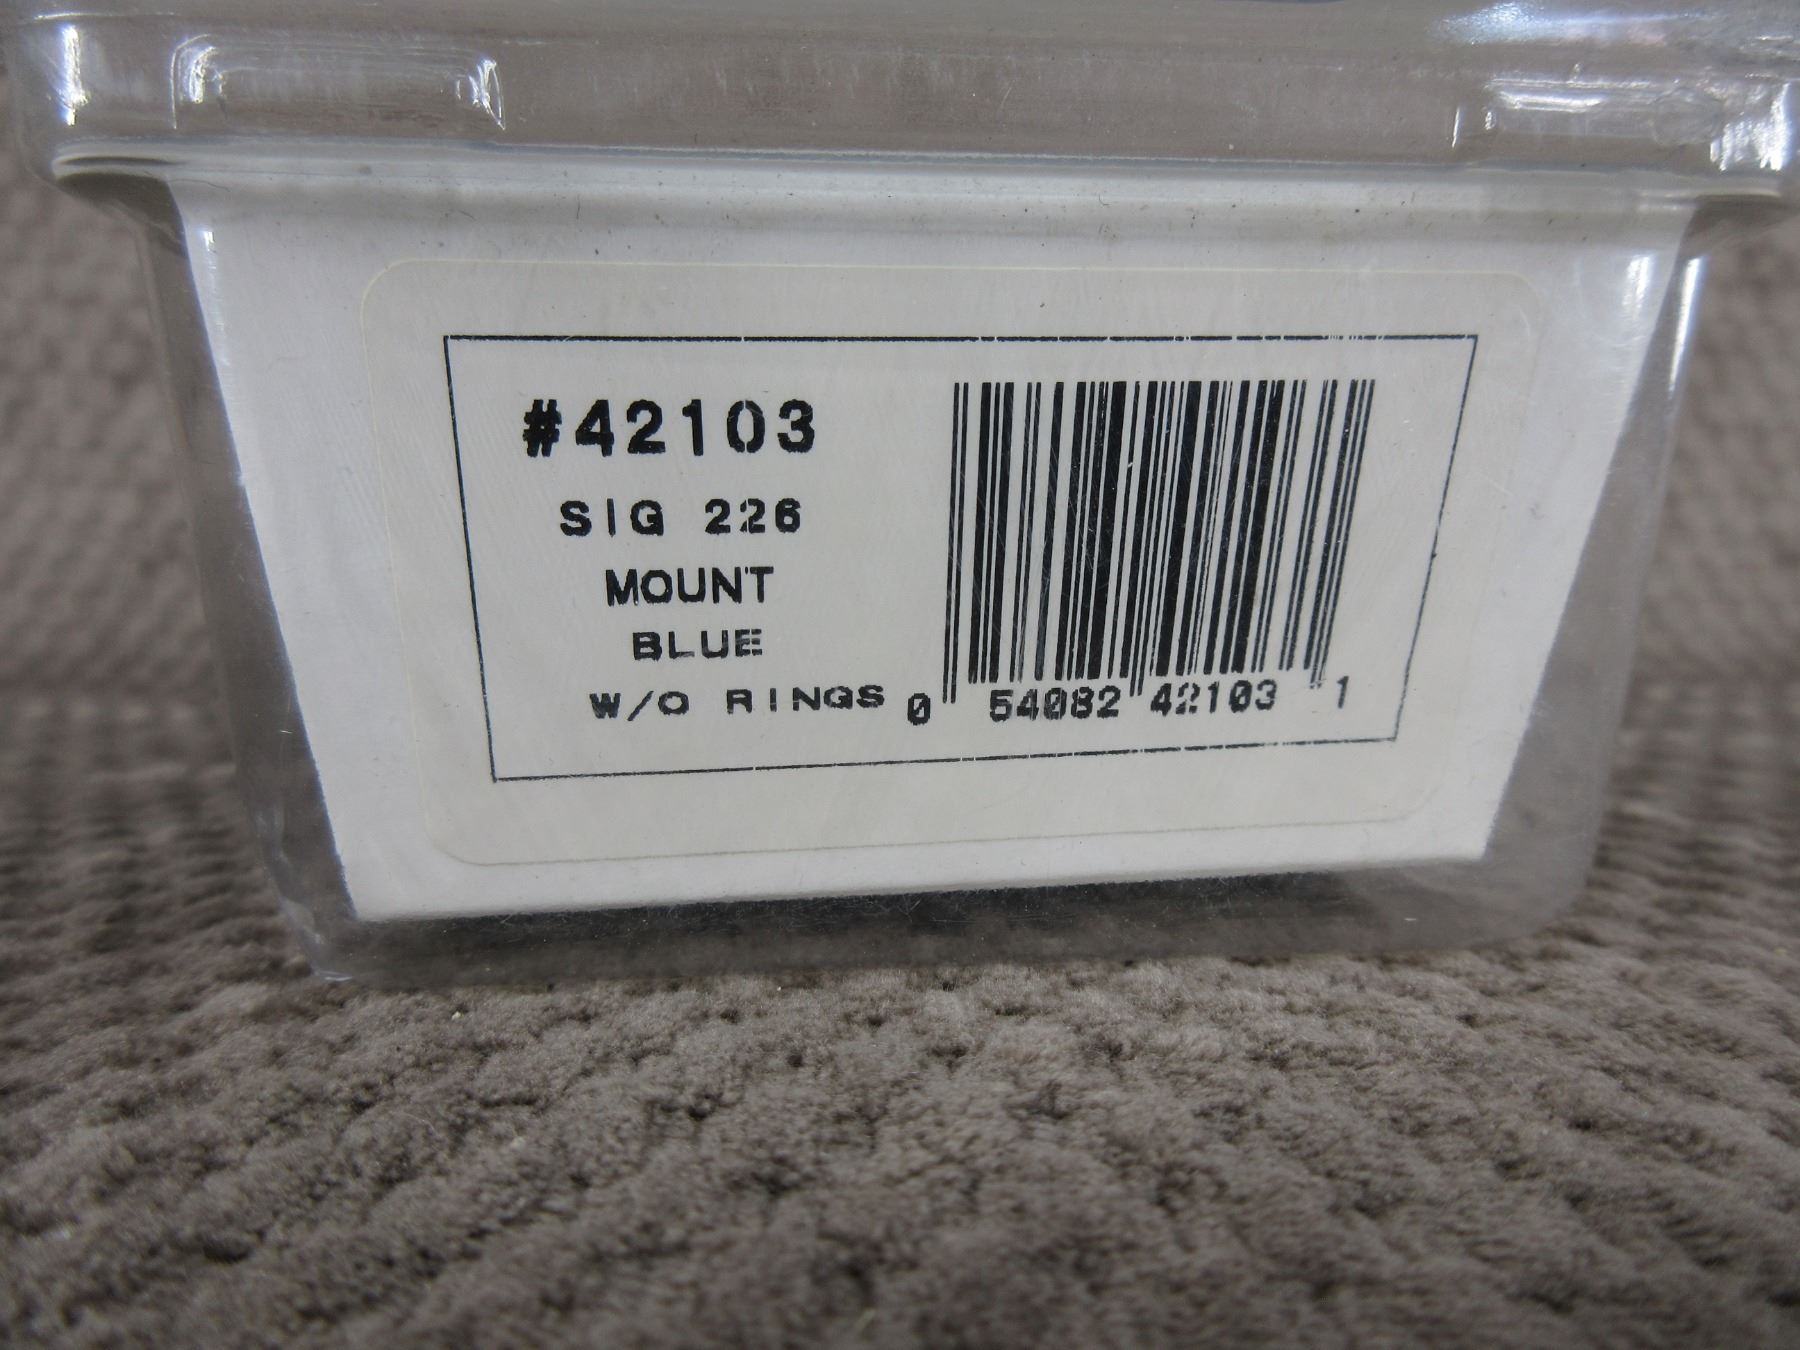 #42103
SIG 226
MOUNT
BLUE
W/O RINGS
0 54082 42103 1